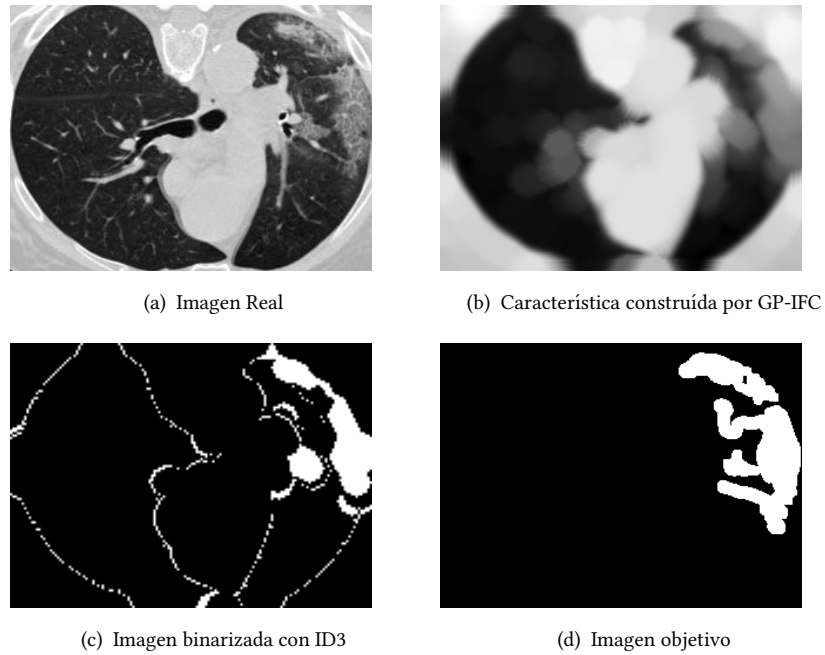 (a) Imagen Real
(b) Característica construída por GP-IFC
(c) Imagen binarizada con ID3
(d) Imagen objetivo